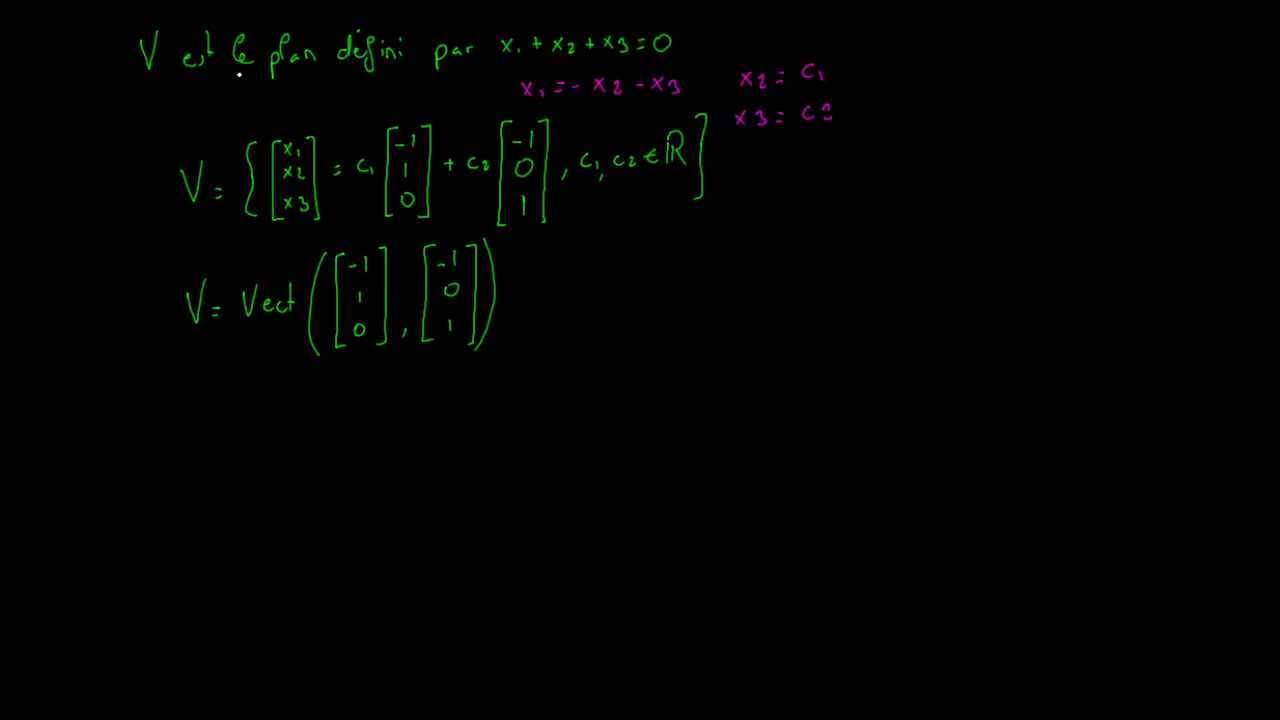 V est le plan défini par x₁ + x₂ + x₃ = 0
x₁ = - x₂ - x₃ x₂ = c₁
x₃ = c₂
V = { [x₁ x₂ x₃] = c₁ [-1 1 0] + c₂ [-1 0 1] , c₁, c₂ ∈ ℝ }
V = Vect ( [-1 1 0] , [-1 0 1] )